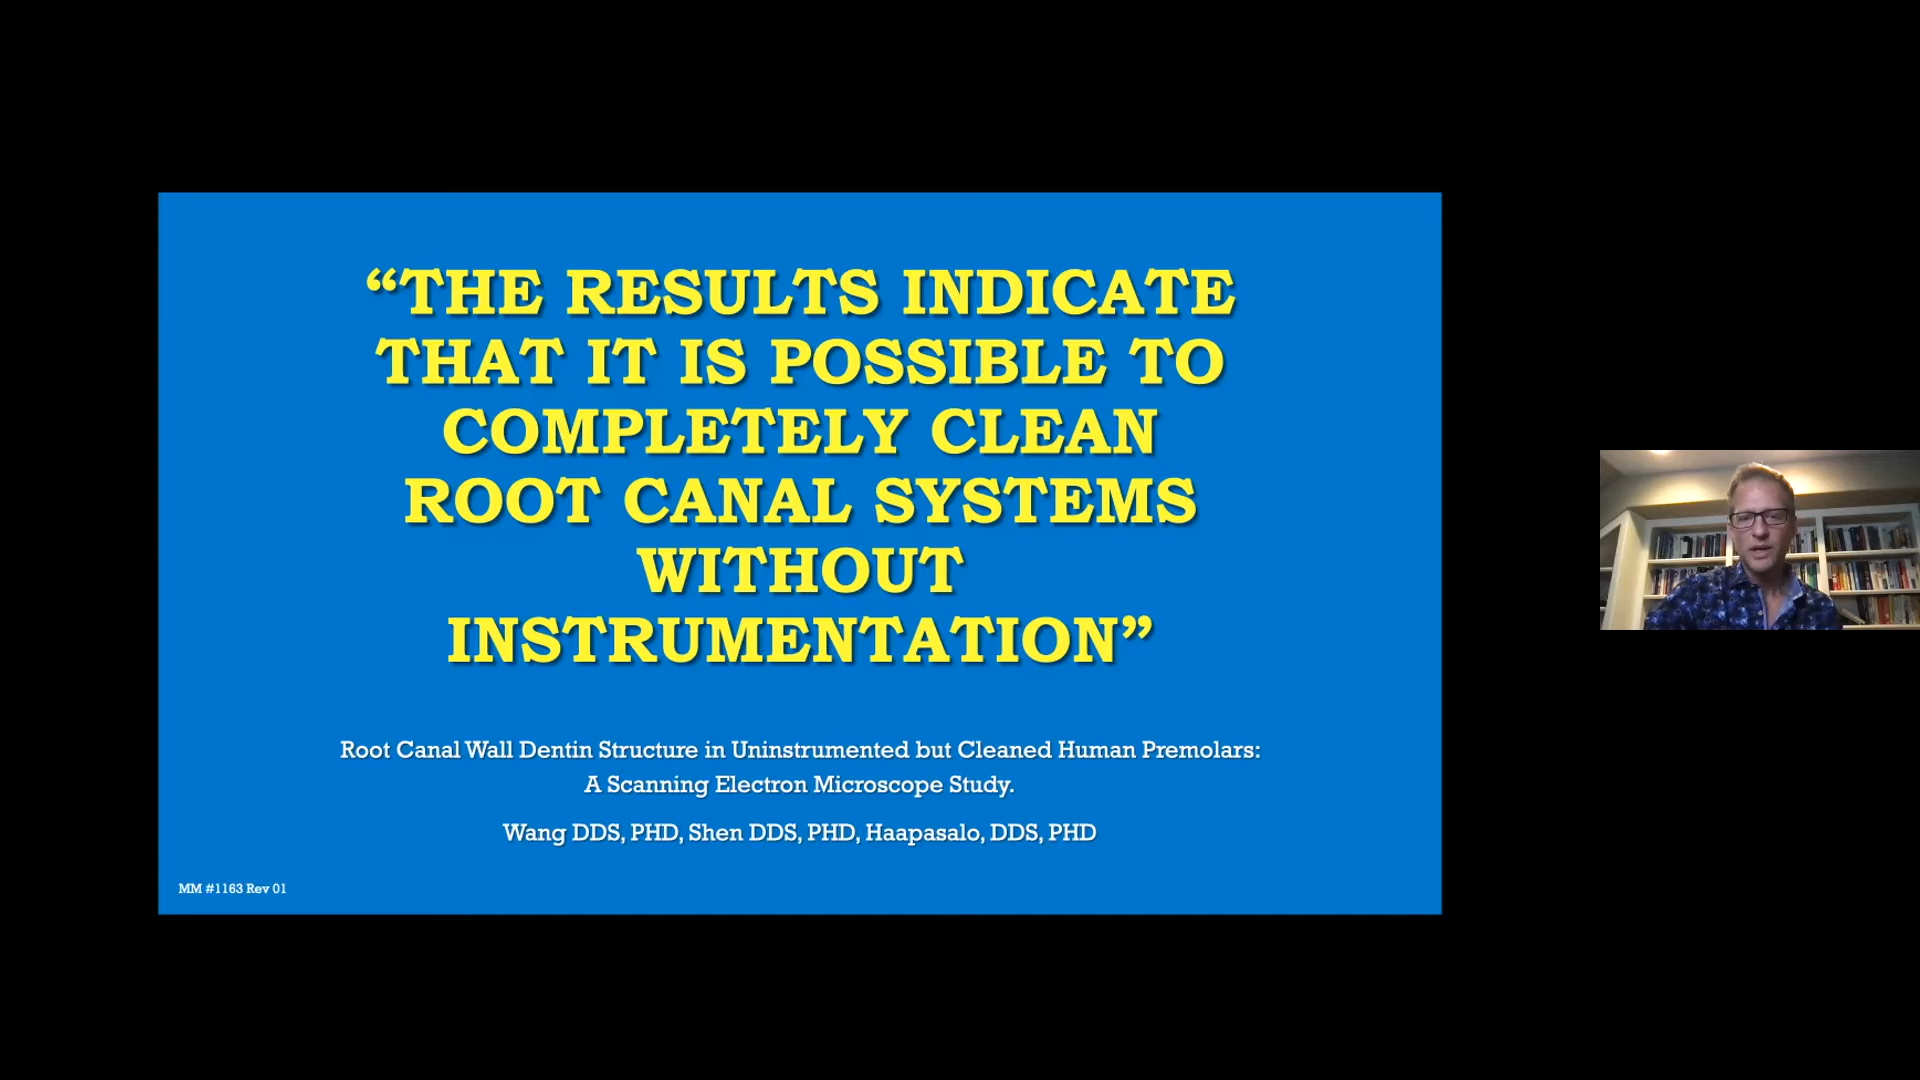 “THE RESULTS INDICATE
THAT IT IS POSSIBLE TO
COMPLETELY CLEAN
ROOT CANAL SYSTEMS
WITHOUT
INSTRUMENTATION”
Root Canal Wall Dentin Structure in Uninstrumented but Cleaned Human Premolars:
A Scanning Electron Microscope Study.
Wang DDS, PHD, Shen DDS, PHD, Haapasalo, DDS, PHD
MM #1163 Rev 01